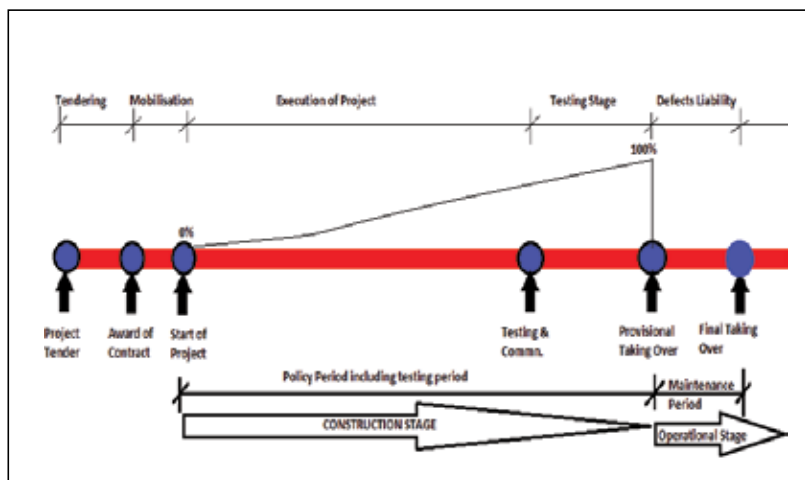 Tendering
Mobilisation
Execution of Project
Testing Stage
Defects Liability
100%
0%
Project
Tender
Award of
Contract
Start of
Project
Testing &
Commn.
Provisional
Taking Over
Final Taking
Over
Policy Period including testing period
Maintenance
Period
CONSTRUCTION STAGE
Operational Stage